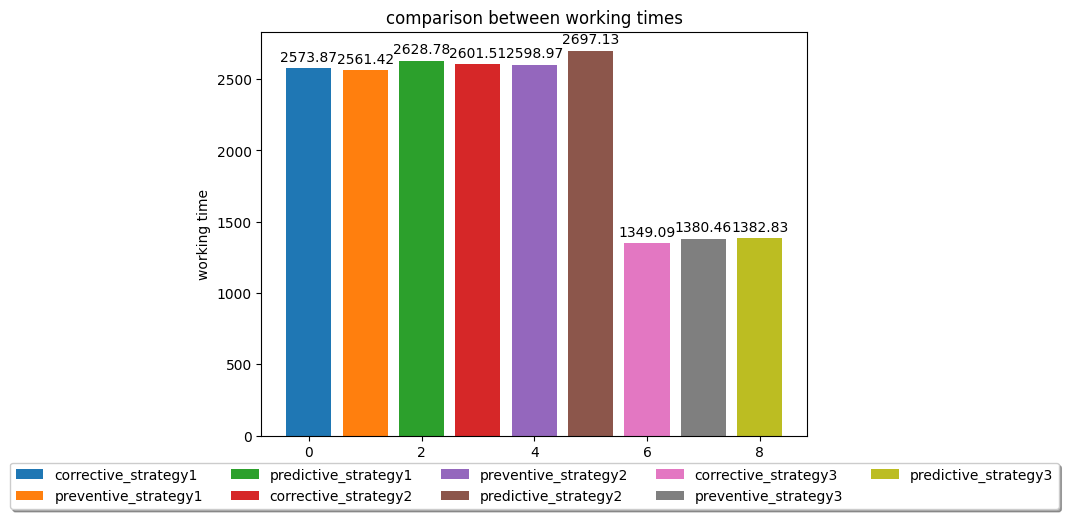 comparison between working times
2697.13
2628.78
2573.87 2561.42 2601.51 2598.97
1349.09 1380.46 1382.83
working time
2500
2000
1500
1000
500
0
0 2 4 6 8
corrective_strategy1 predictive_strategy1 preventive_strategy2 corrective_strategy3 predictive_strategy3
preventive_strategy1 corrective_strategy2 predictive_strategy2 preventive_strategy3